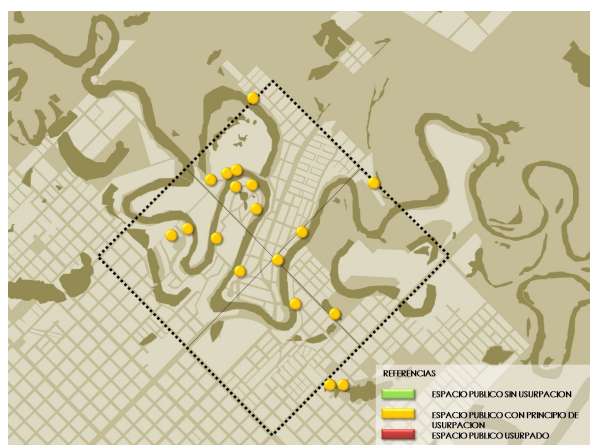 REFERENCIAS
ESPACIO PUBLICO SIN USURPACION
ESPACIO PUBLICO CON PRINCIPIO DE
USURPACION
ESPACIO PUBLICO USURPADO